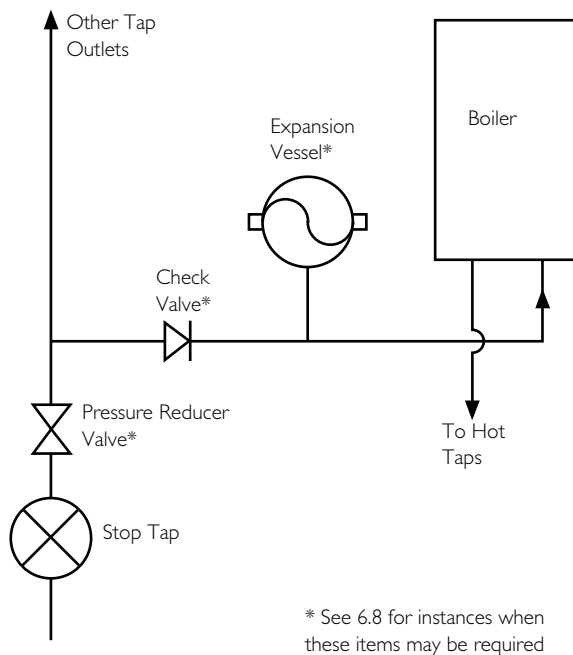 Other Tap
Outlets
Boiler
Expansion
Vessel*
Check
Valve*
Pressure Reducer
Valve*
To Hot
Taps
Stop Tap
* See 6.8 for instances when
these items may be required